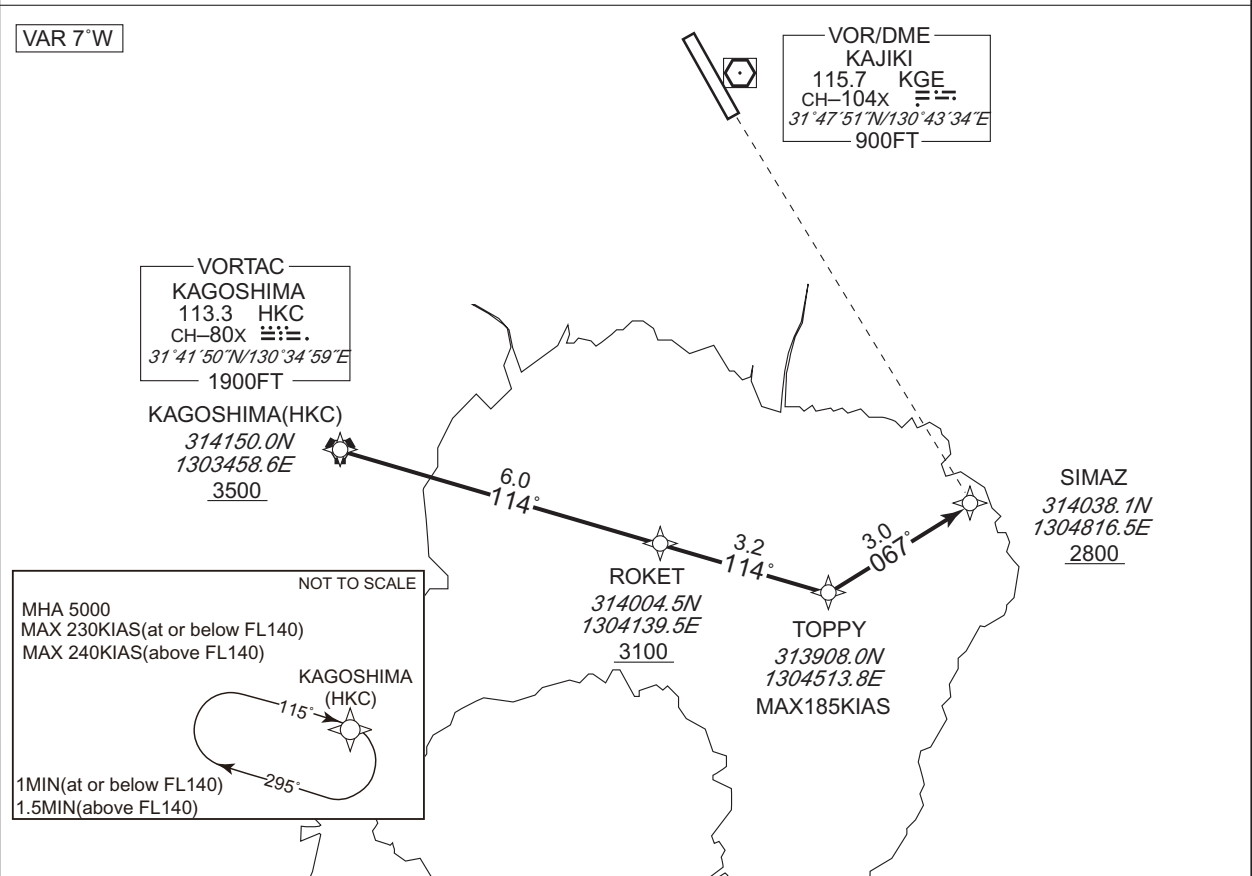 VAR 7°W
VOR/DME
KAJIKI
115.7 KGE
CH–104X
31°47´51˝N/130°43´34˝E
900FT
VORTAC
KAGOSHIMA
113.3 HKC
CH–80X
31°41´50˝N/130°34´59˝E
1900FT
KAGOSHIMA(HKC)
314150.0N
1303458.6E
3500
6.0
114°
ROKET
314004.5N
1304139.5E
3100
3.2
114°
TOPPY
313908.0N
1304513.8E
MAX185KIAS
3.0
067°
SIMAZ
314038.1N
1304816.5E
2800
NOT TO SCALE
MHA 5000
MAX 230KIAS(at or below FL140)
MAX 240KIAS(above FL140)
KAGOSHIMA
(HKC)
115°
295°
1MIN(at or below FL140)
1.5MIN(above FL140)